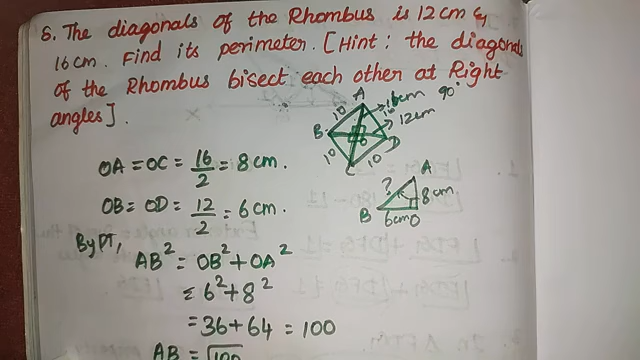 8. The diagonals of the Rhombus is 12cm &
16cm. Find its perimeter. [Hint: the diagonals
of the Rhombus bisect each other at Right
angles].
A
10
16cm 90°
12cm
B
D
10
10
C
OA = OC = 16/2 = 8 cm.
OB = OD = 12/2 = 6 cm.
A
?
8cm.
B 6cm O
By PT,
AB² = OB² + OA²
= 6² + 8²
= 36 + 64 = 100
AB = √100